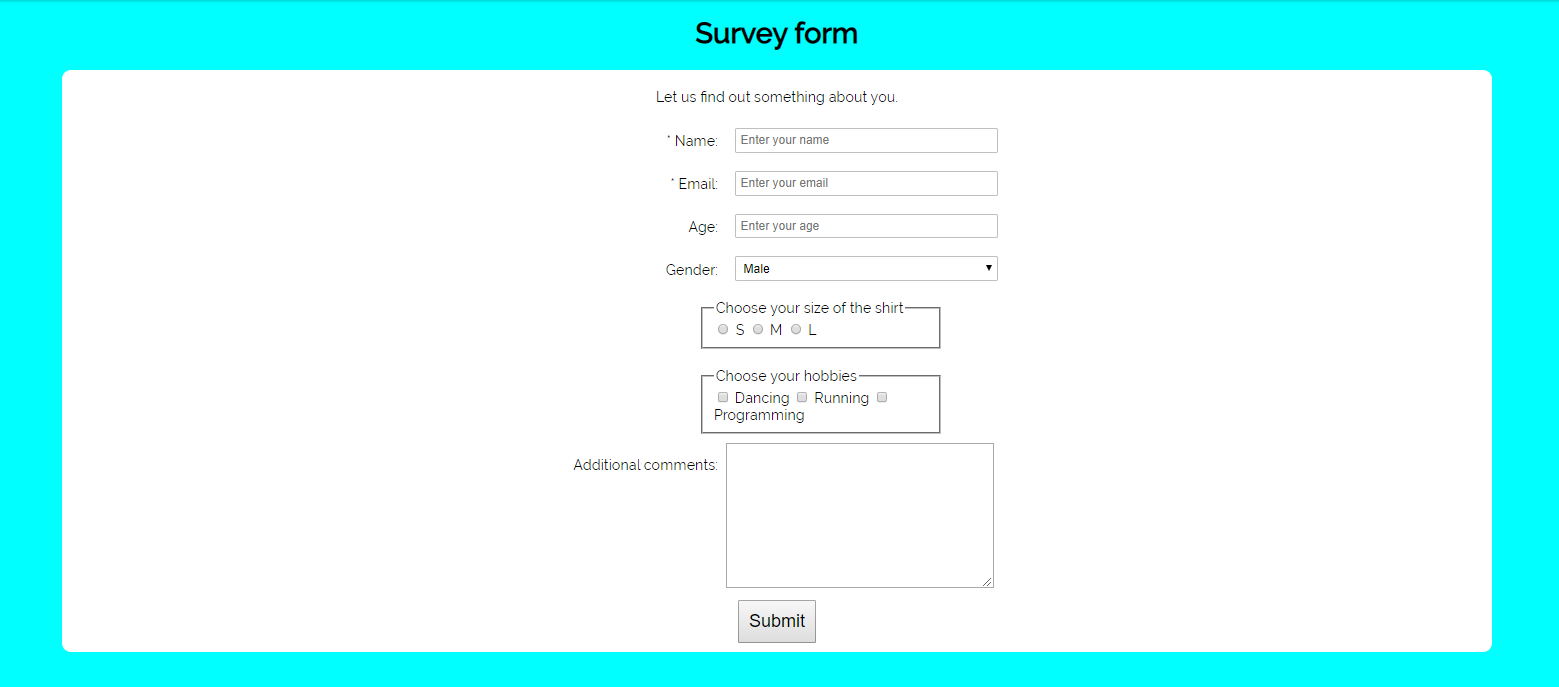 Survey form
Let us find out something about you.
* Name: Enter your name
* Email: Enter your email
Age: Enter your age
Gender: Male
Choose your size of the shirt
S M L
Choose your hobbies
Dancing Running
Programming
Additional comments:
Submit